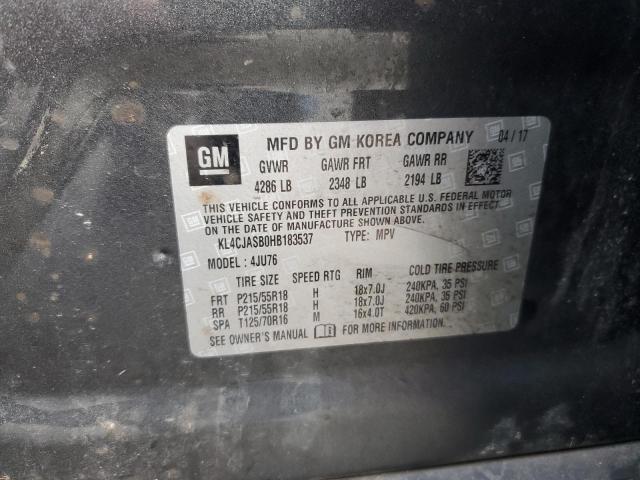 GM
MFD BY GM KOREA COMPANY 04/17
GVWR GAWR FRT GAWR RR
4286 LB 2348 LB 2194 LB
THIS VEHICLE CONFORMS TO ALL APPLICABLE U.S. FEDERAL MOTOR
VEHICLE SAFETY AND THEFT PREVENTION STANDARDS IN EFFECT
ON THE DATE OF MANUFACTURE SHOWN ABOVE.
KL4CJASB0HB183537 TYPE: MPV
MODEL : 4JU76
TIRE SIZE SPEED RTG RIM COLD TIRE PRESSURE
FRT P215/55R18 H 18x7.0J 240KPA, 35 PSI
RR P215/55R18 H 18x7.0J 240KPA, 35 PSI
SPA T125/70R16 M 16x4.0T 420KPA, 60 PSI
SEE OWNER'S MANUAL FOR MORE INFORMATION.